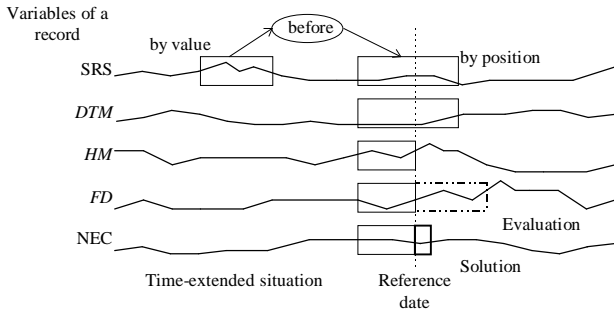 Variables of a
record
by value
before
by position
SRS
DTM
HM
FD
Evaluation
NEC
Solution
Time-extended situation
Reference
date